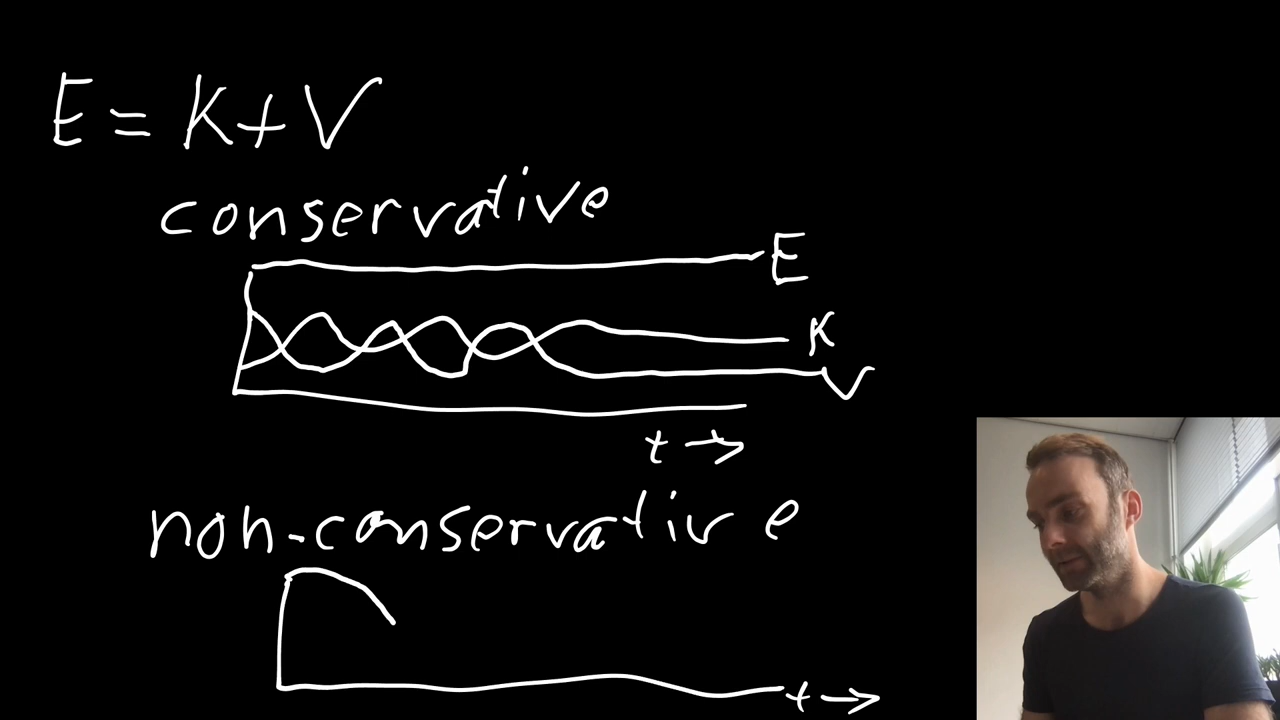 E = K + V
conservative
E
K
V
t →
non-conservative
t →